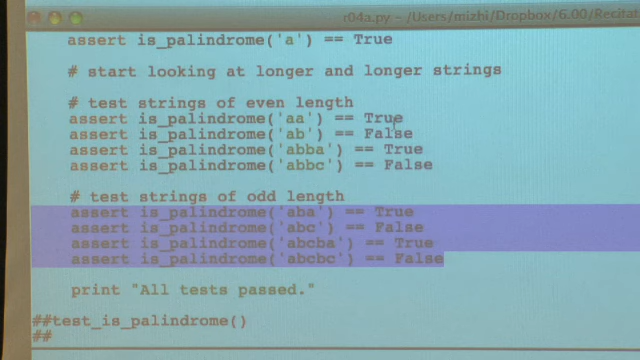 r04a.py - /Users/mizhi/Dropbox/6.00/Recitat
assert is_palindrome('a') == True
# start looking at longer and longer strings
# test strings of even length
assert is_palindrome('aa') == True
assert is_palindrome('ab') == False
assert is_palindrome('abba') == True
assert is_palindrome('abbc') == False
# test strings of odd length
assert is_palindrome('aba') == True
assert is_palindrome('abc') == False
assert is_palindrome('abcba') == True
assert is_palindrome('abcbc') == False
print "All tests passed."
##test_is_palindrome()
##